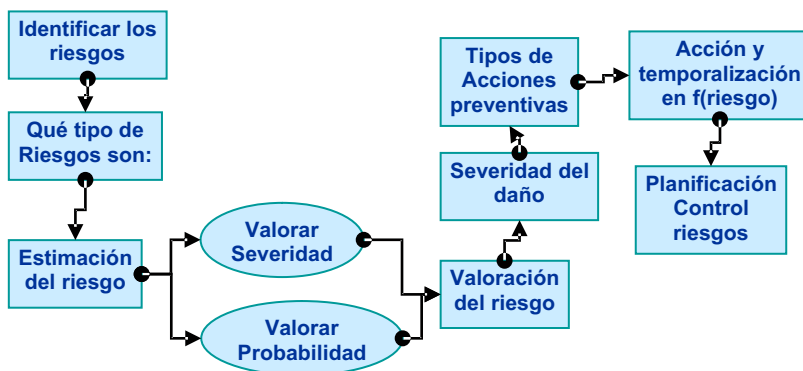 Identificar los
riesgos
Qué tipo de
Riesgos son:
Estimación
del riesgo
Valorar
Severidad
Valorar
Probabilidad
Valoración
del riesgo
Severidad del
daño
Tipos de
Acciones
preventivas
Acción y
temporalización
en f(riesgo)
Planificación
Control
riesgos